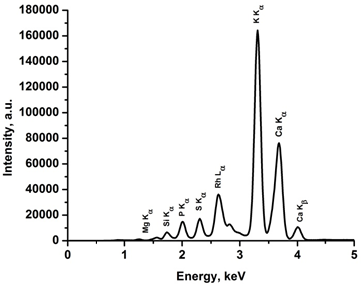 180000
160000
140000
120000
100000
80000
60000
40000
20000
0
Intensity, a.u.
Mg Kα
Si Kα
P Kα
S Kα
Rh Lα
K Kα
Ca Kα
Ca Kβ
0 1 2 3 4 5
Energy, keV